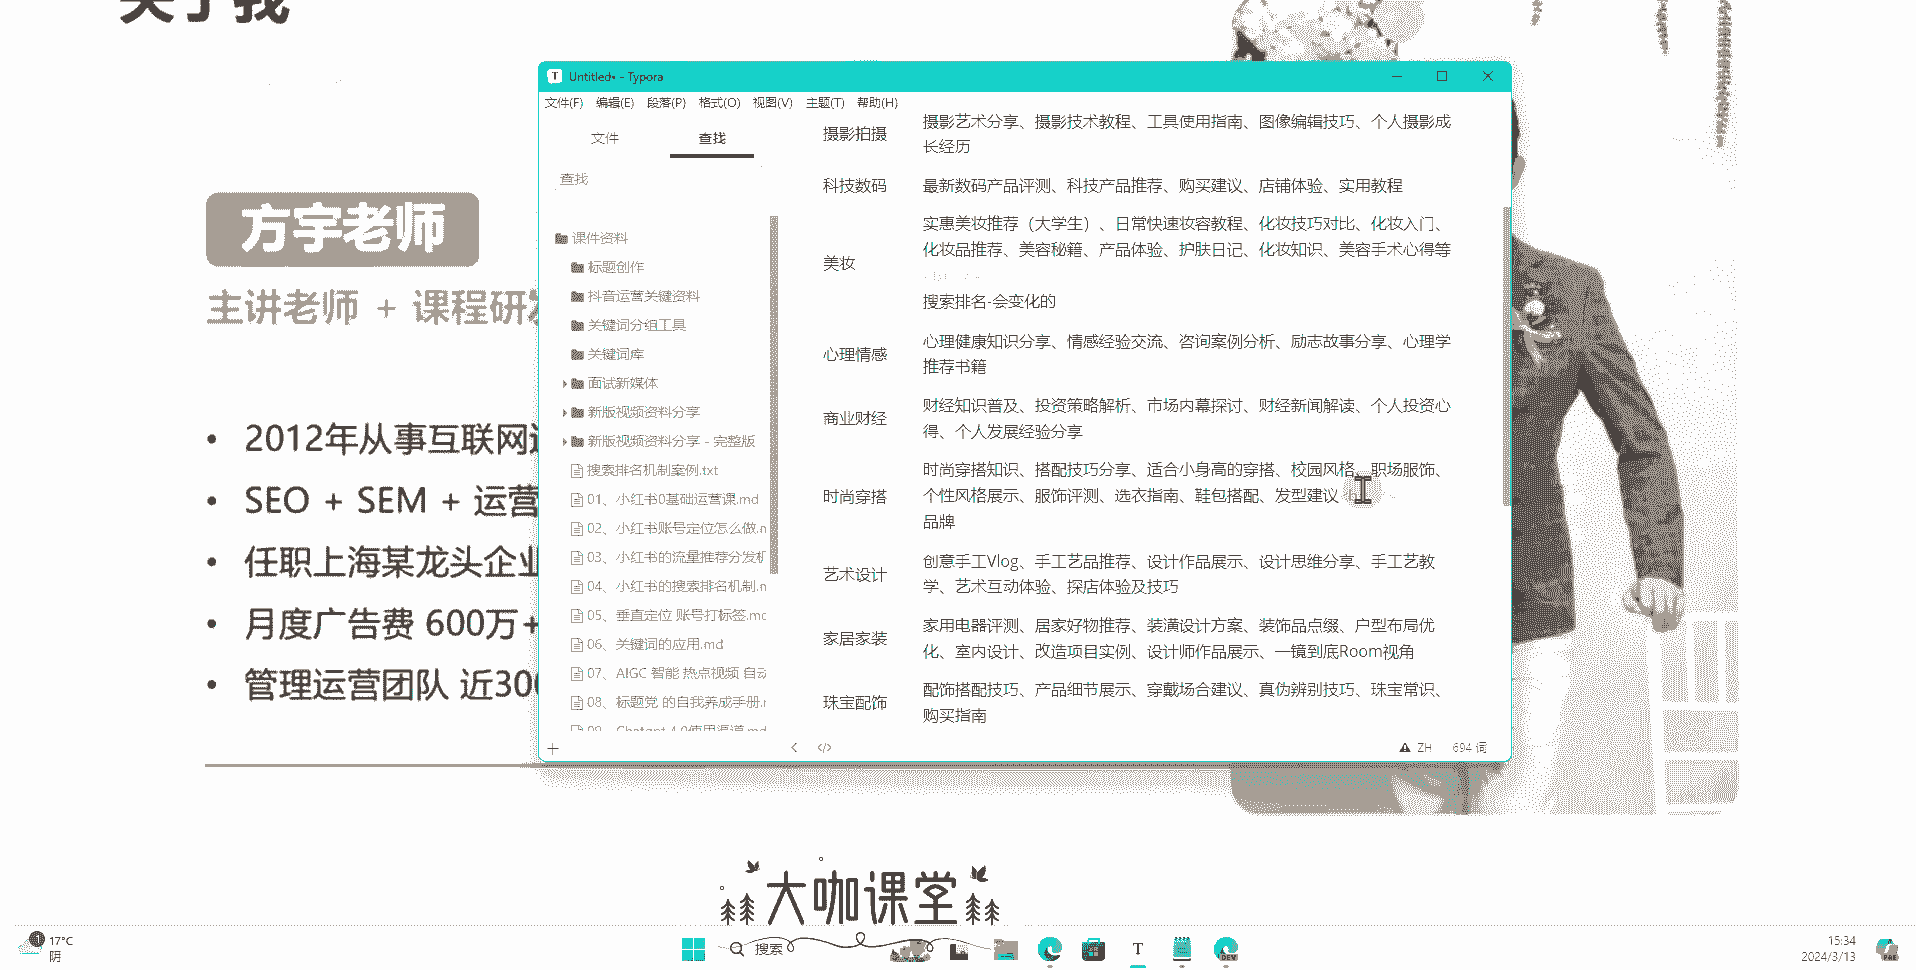 关于我
方宇老师
主讲老师 + 课程研发
2012年从事互联网
SEO + SEM + 运营
任职上海某龙头企业
月度广告费 600万+
管理运营团队 近300
Untitled• - Typora
文件(F) 编辑(E) 段落(P) 格式(O) 视图(V) 主题(T) 帮助(H)
文件 查找
查找
课件资料
标题创作
抖音运营关键资料
关键词分组工具
关键词库
面试新媒体
新版视频资料分享
新版视频资料分享 - 完整版
搜索排名机制案例.txt
01、小红书0基础运营课.md
02、小红书账号定位怎么做.
03、小红书的流量推荐分发机
04、小红书的搜索排名机制.
05、垂直定位 账号打标签.md
06、关键词的应用.md
07、AIGC 智能 热点视频 自动
08、标题党 的自我养成手册.
09、Chatgpt 4.0使用渠道.md
摄影拍摄
摄影艺术分享、摄影技术教程、工具使用指南、图像编辑技巧、个人摄影成
长经历
科技数码
最新数码产品评测、科技产品推荐、购买建议、店铺体验、实用教程
美妆
实惠美妆推荐（大学生）、日常快速妆容教程、化妆技巧对比、化妆入门、
化妆品推荐、美容秘籍、产品体验、护肤日记、化妆知识、美容手术心得等
搜索排名-会变化的
心理情感
心理健康知识分享、情感经验交流、咨询案例分析、励志故事分享、心理学
推荐书籍
商业财经
财经知识普及、投资策略解析、市场内幕探讨、财经新闻解读、个人投资心
得、个人发展经验分享
时尚穿搭
时尚穿搭知识、搭配技巧分享、适合小身高的穿搭、校园风格、职场服饰、
个性风格展示、服饰评测、选衣指南、鞋包搭配、发型建议
品牌
艺术设计
创意手工Vlog、手工艺品推荐、设计作品展示、设计思维分享、手工艺教
学、艺术互动体验、探店体验及技巧
家居家装
家用电器评测、居家好物推荐、装潢设计方案、装饰品点缀、户型布局优
化、室内设计、改造项目实例、设计师作品展示、一镜到底Room视角
珠宝配饰
配饰搭配技巧、产品细节展示、穿戴场合建议、真伪辨别技巧、珠宝常识、
购买指南
ZH 694 词
大咖课堂
1
17°C
阴
搜索
DEV
15:34
2024/3/13
PRE